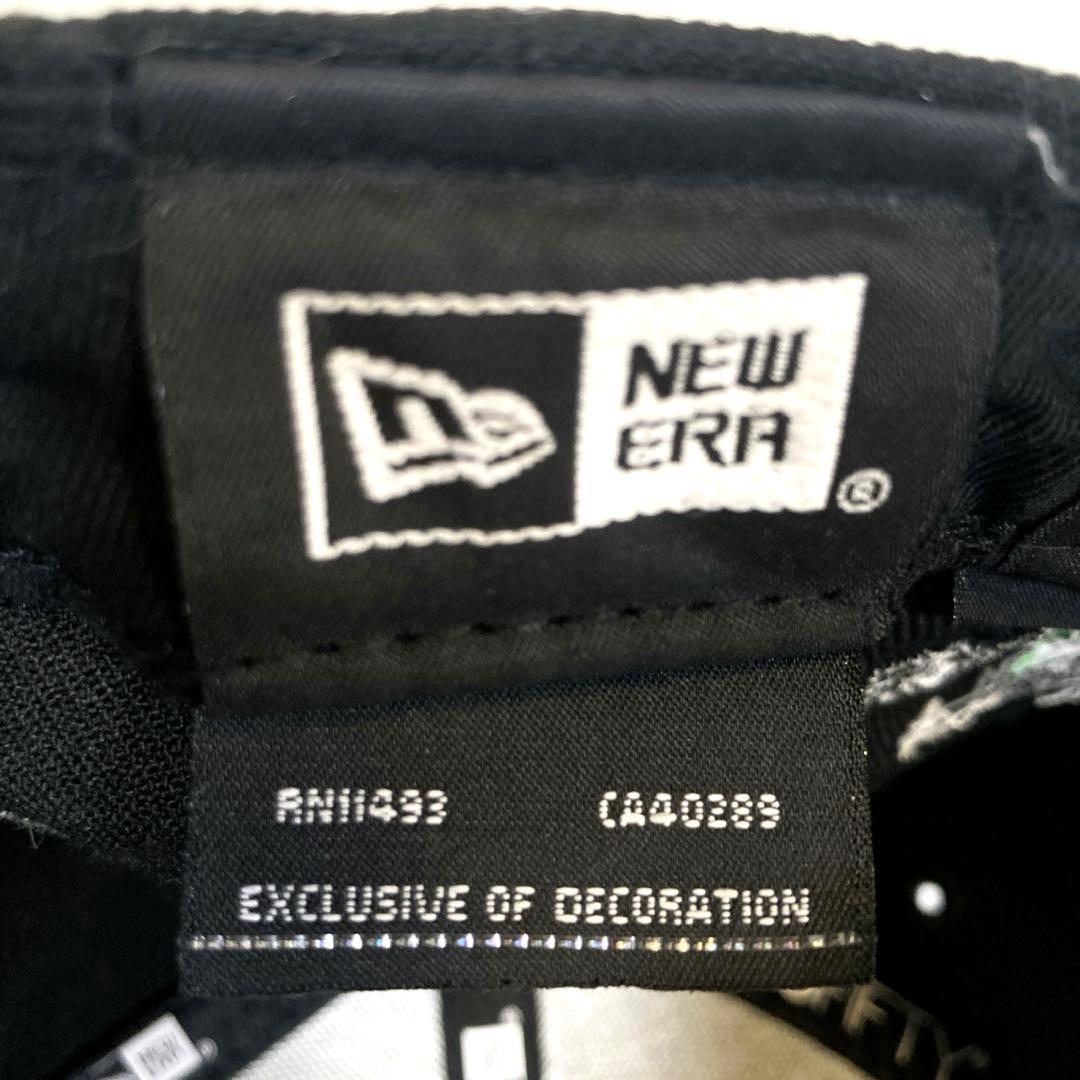 NEW
ERA
®
RN11493 CA40289
EXCLUSIVE OF DECORATION